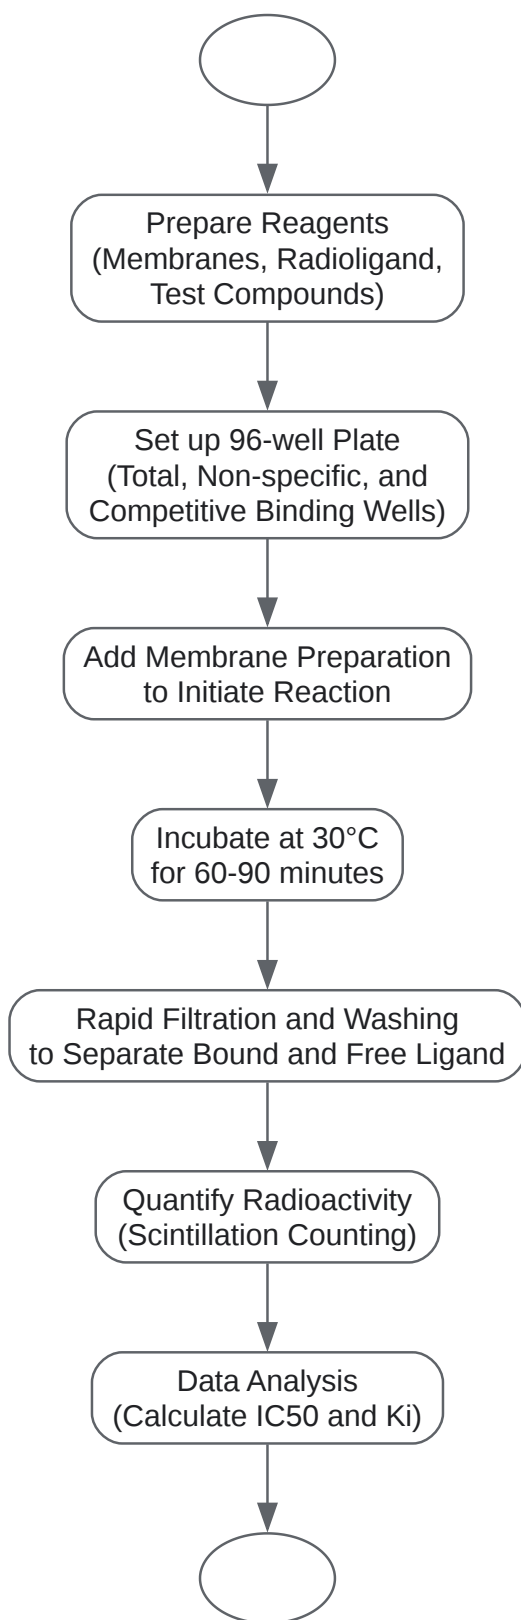 Prepare Reagents
(Membranes, Radioligand,
Test Compounds)
Set up 96-well Plate
(Total, Non-specific, and
Competitive Binding Wells)
Add Membrane Preparation
to Initiate Reaction
Incubate at 30°C
for 60-90 minutes
Rapid Filtration and Washing
to Separate Bound and Free Ligand
Quantify Radioactivity
(Scintillation Counting)
Data Analysis
(Calculate IC50 and Ki)